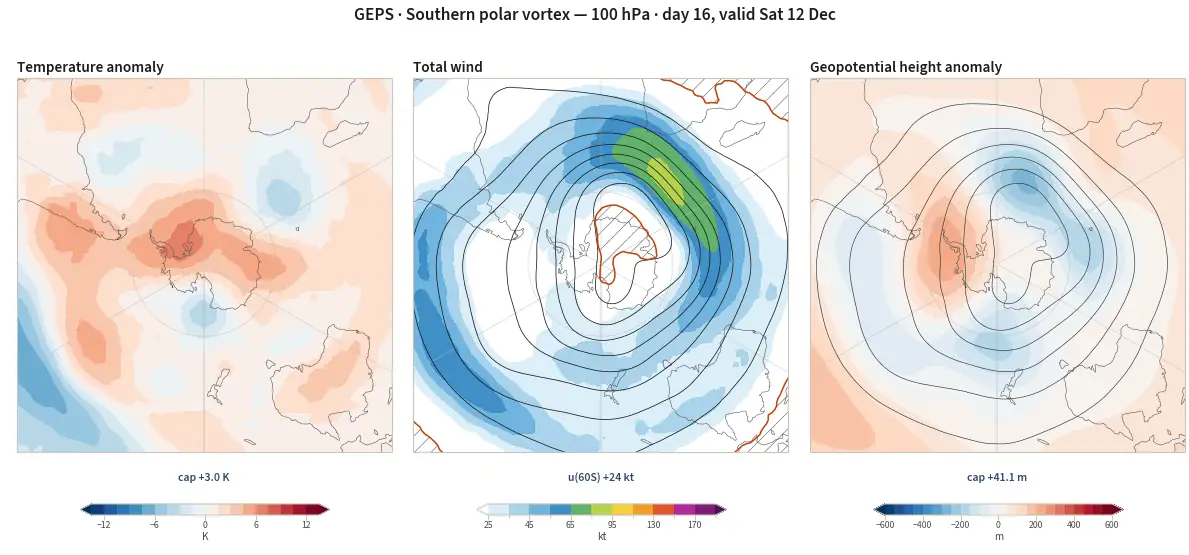 GEPS · Southern polar vortex — 100 hPa · day 16, valid Sat 12 Dec
Temperature anomaly
Total wind
Geopotential height anomaly
cap +3.0 K
u(60S) +24 kt
cap +41.1 m
−12 −6 0 6 12
K
25 45 65 95 130 170
kt
−600 −400 −200 0 200 400 600
m